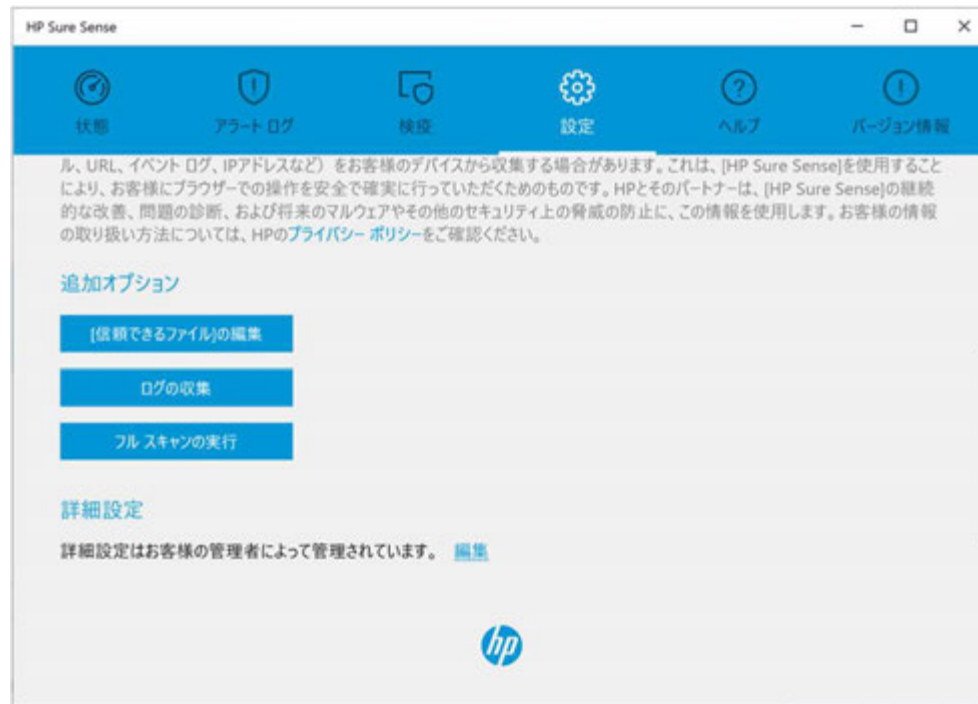 HP Sure Sense
状態
アラート ログ
検疫
設定
ヘルプ
バージョン情報
ル、URL、イベント ログ、IPアドレスなど）をお客様のデバイスから収集する場合があります。これは、[HP Sure Sense]を使用すること
により、お客様にブラウザーでの操作を安全で確実に行っていただくためのものです。HPとそのパートナーは、[HP Sure Sense]の継続
的な改善、問題の診断、および将来のマルウェアやその他のセキュリティ上の脅威の防止に、この情報を使用します。お客様の情報
の取り扱い方法については、HPのプライバシー ポリシーをご確認ください。
追加オプション
[信頼できるファイル]の編集
ログの収集
フル スキャンの実行
詳細設定
詳細設定はお客様の管理者によって管理されています。 編集
hp